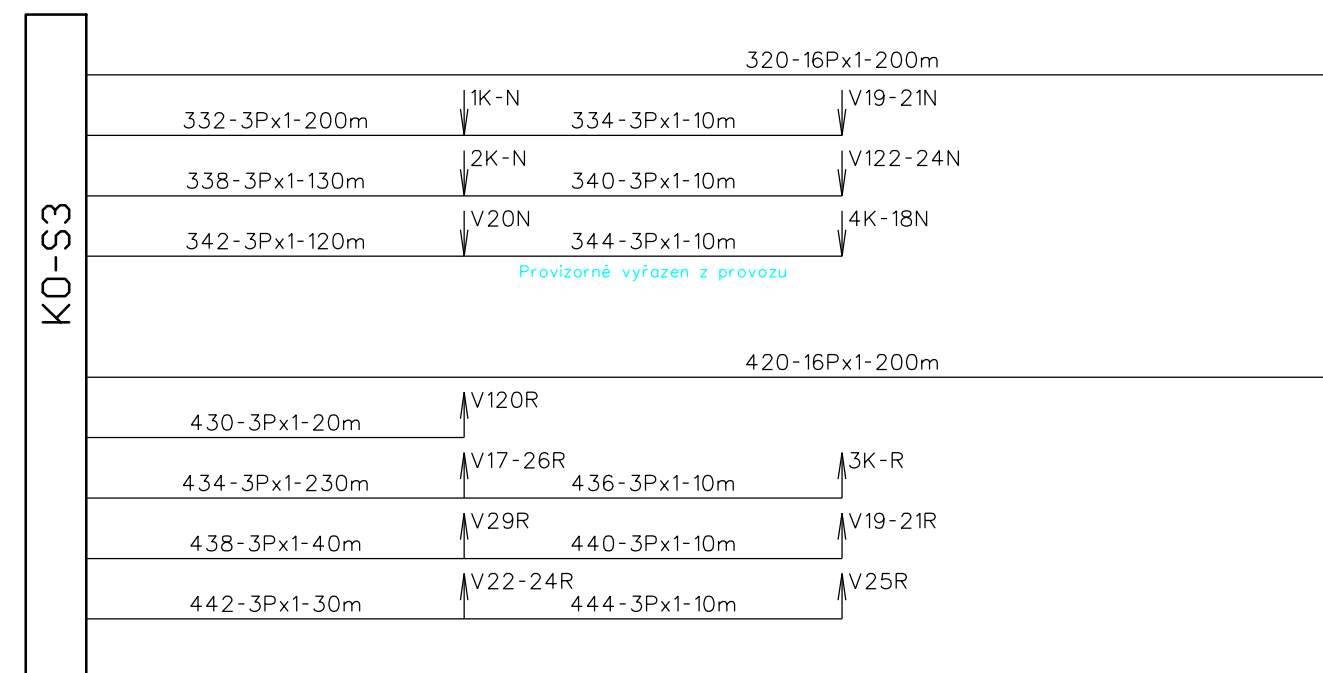 KO-S3
320-16Px1-200m
1K-N
V19-21N
332-3Px1-200m
334-3Px1-10m
2K-N
V122-24N
338-3Px1-130m
340-3Px1-10m
V20N
4K-18N
342-3Px1-120m
344-3Px1-10m
Provizorně vyřazen z provozu
420-16Px1-200m
V120R
430-3Px1-20m
V17-26R
3K-R
434-3Px1-230m
436-3Px1-10m
V29R
V19-21R
438-3Px1-40m
440-3Px1-10m
V22-24R
V25R
442-3Px1-30m
444-3Px1-10m